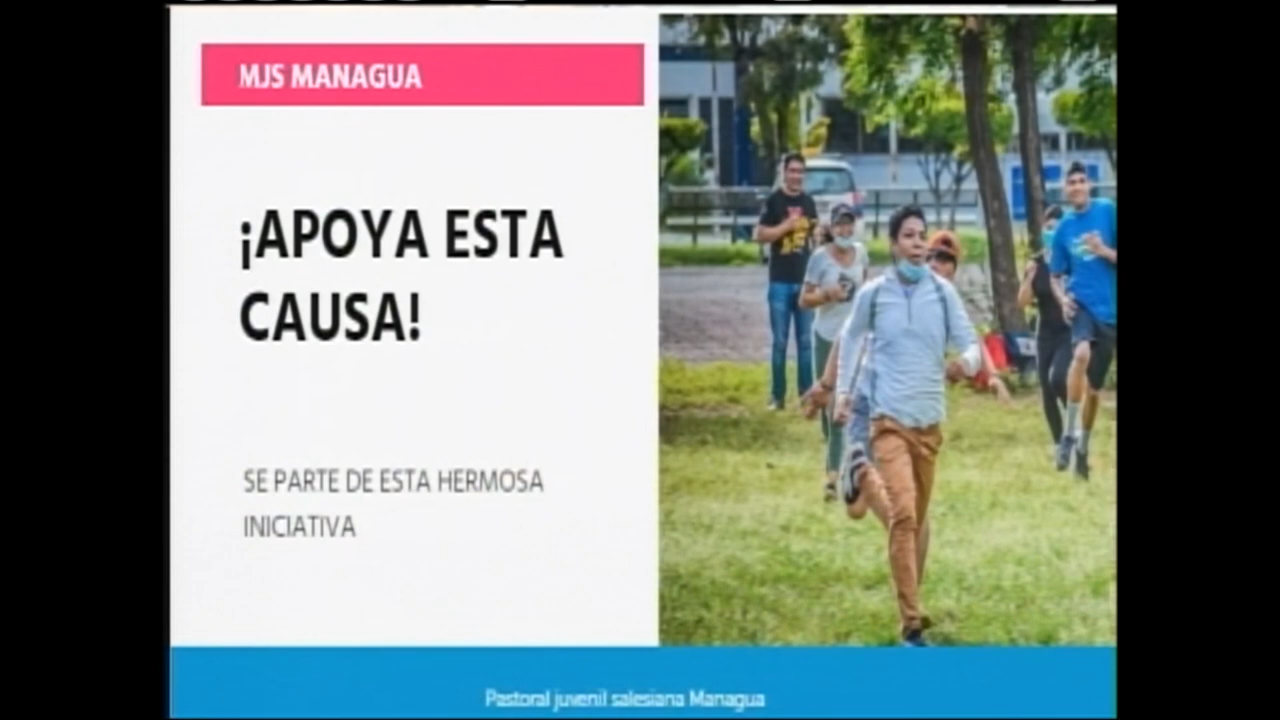 MJS MANAGUA
¡APOYA ESTA
CAUSA!
SE PARTE DE ESTA HERMOSA
INICIATIVA
Pastoral juvenil salesiana Managua